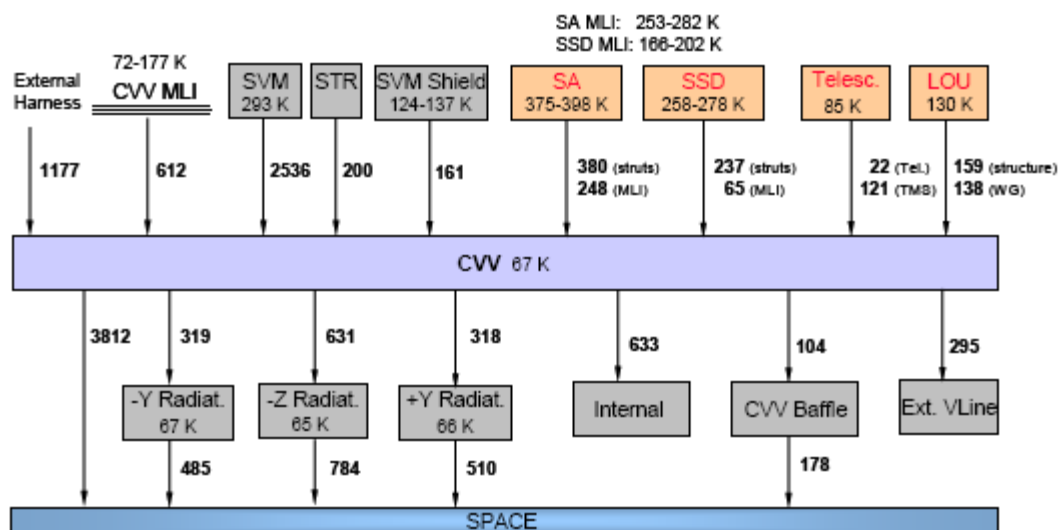 SA MLI: 253-282 K
SSD MLI: 166-202 K
External
Harness
72-177 K
CVV MLI
SVM
293 K
STR
SVM Shield
124-137 K
SA
375-398 K
SSD
258-278 K
Telesc.
85 K
LOU
130 K
1177
612
2536
200
161
380 (struts)
248 (MLI)
237 (struts)
65 (MLI)
22 (Tel.)
121 (TMS)
159 (structure)
138 (WG)
CVV 67 K
3812
319
631
318
633
104
295
-Y Radiat.
67 K
-Z Radiat.
65 K
+Y Radiat.
66 K
Internal
CVV Baffle
Ext. VLine
485
784
510
178
SPACE